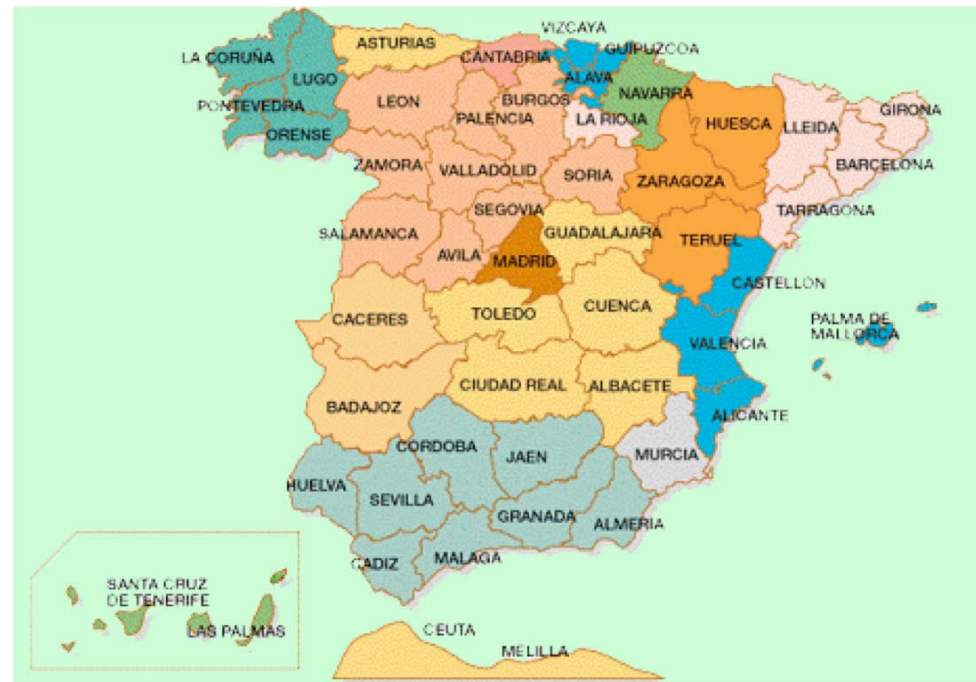 VIZCAYA
ASTURIAS
GUIPUZCOA
LA CORUÑA
CANTABRIA
LUGO
ALAVA
NAVARRA
LEON
BURGOS
PONTEVEDRA
PALENCIA
LA RIOJA
HUESCA
LLEIDA
GIRONA
ORENSE
ZAMORA
VALLADOLID
SORIA
ZARAGOZA
BARCELONA
SEGOVIA
TARRAGONA
SALAMANCA
GUADALAJARA
TERUEL
AVILA
MADRID
CASTELLÓN
CACERES
TOLEDO
CUENCA
PALMA DE
MALLORCA
VALENCIA
CIUDAD REAL
ALBACETE
BADAJOZ
ALICANTE
CORDOBA
JAEN
MURCIA
HUELVA
SEVILLA
GRANADA
ALMERIA
CADIZ
MALAGA
SANTA CRUZ
DE TENERIFE
LAS PALMAS
CEUTA
MELILLA